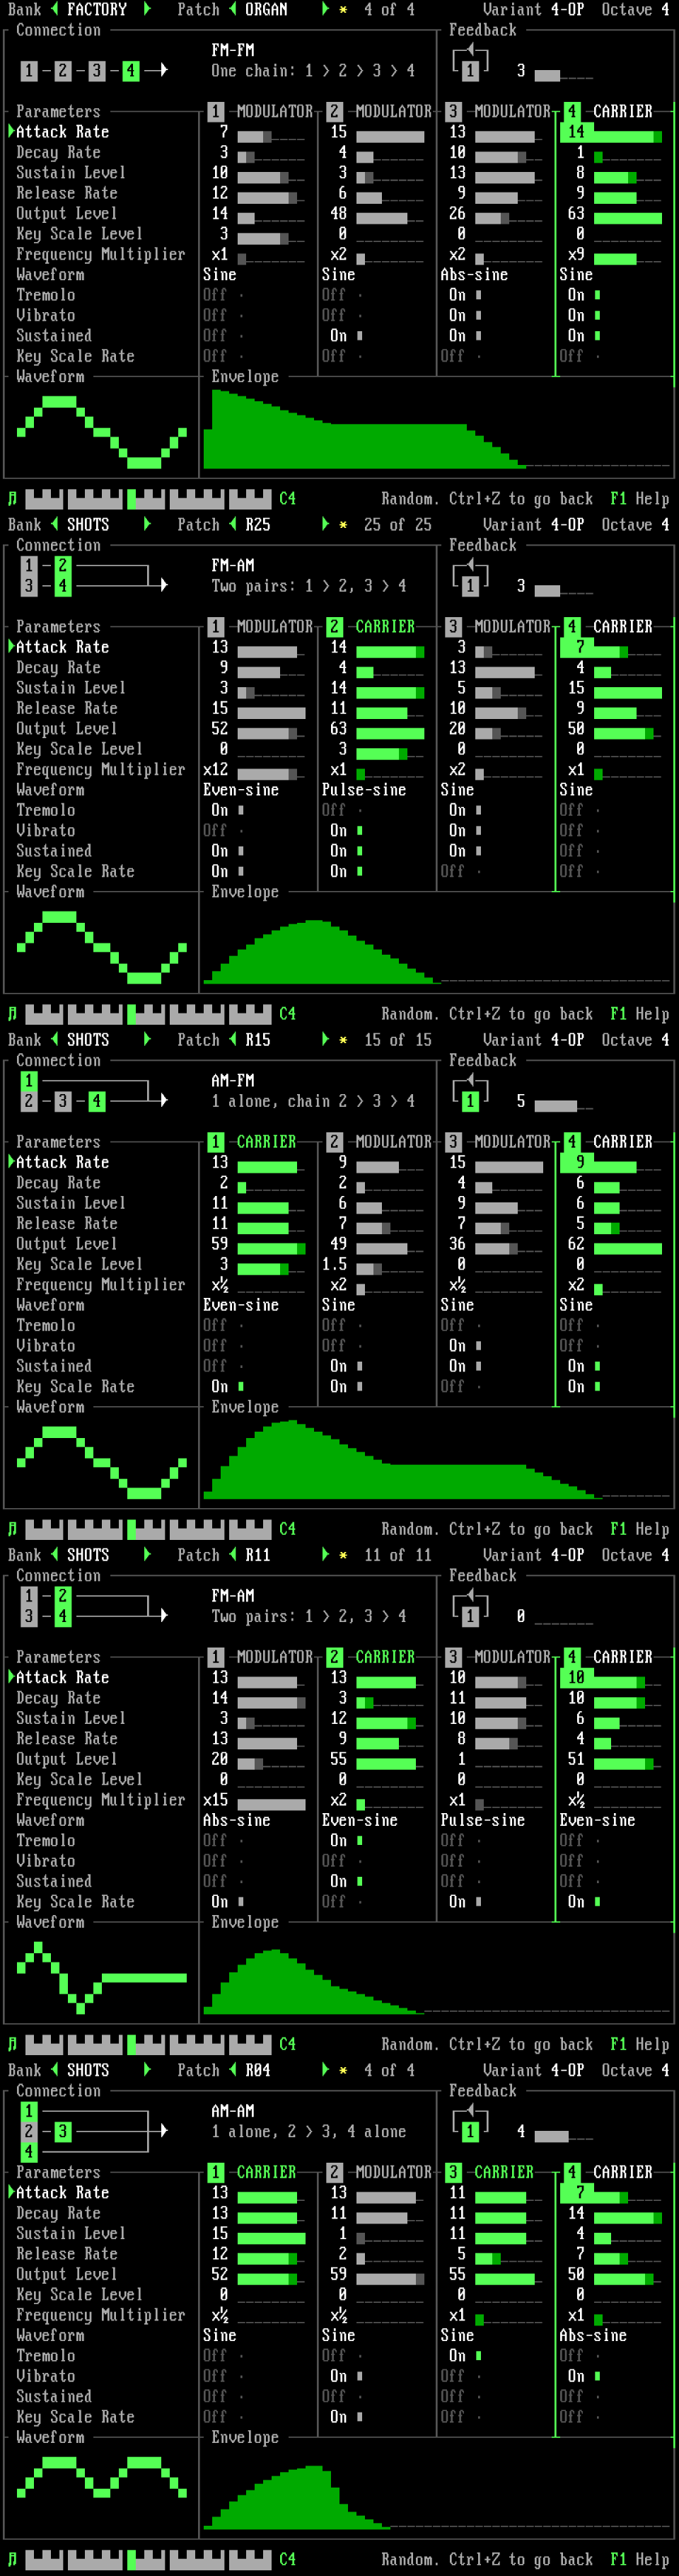 Bank FACTORY Patch ORGAN * 4 of 4 Variant 4-OP Octave 4
Connection Feedback
FM-FM
1 2 3 4 One chain: 1 > 2 > 3 > 4 1 3
Parameters 1 MODULATOR 2 MODULATOR 3 MODULATOR 4 CARRIER
Attack Rate 7 15 13 14
Decay Rate 3 4 10 1
Sustain Level 10 3 13 8
Release Rate 12 6 9 9
Output Level 14 48 26 63
Key Scale Level 3 0 0 0
Frequency Multiplier x1 x2 x2 x9
Waveform Sine Sine Abs-sine Sine
Tremolo Off Off On On
Vibrato Off Off On On
Sustained Off On On On
Key Scale Rate Off Off Off Off
Waveform Envelope
C4 Random. Ctrl+Z to go back F1 Help
Bank SHOTS Patch R25 * 25 of 25 Variant 4-OP Octave 4
Connection Feedback
1 2 FM-AM
3 4 Two pairs: 1 > 2, 3 > 4 1 3
Parameters 1 MODULATOR 2 CARRIER 3 MODULATOR 4 CARRIER
Attack Rate 13 14 3 7
Decay Rate 9 4 13 4
Sustain Level 3 14 5 15
Release Rate 15 11 10 9
Output Level 52 63 20 50
Key Scale Level 0 3 0 0
Frequency Multiplier x12 x1 x2 x1
Waveform Even-sine Pulse-sine Sine Sine
Tremolo On Off On Off
Vibrato Off On On Off
Sustained On On On Off
Key Scale Rate On On Off Off
Waveform Envelope
C4 Random. Ctrl+Z to go back F1 Help
Bank SHOTS Patch R15 * 15 of 15 Variant 4-OP Octave 4
Connection Feedback
1 AM-FM
2 3 4 1 alone, chain 2 > 3 > 4 1 5
Parameters 1 CARRIER 2 MODULATOR 3 MODULATOR 4 CARRIER
Attack Rate 13 9 15 9
Decay Rate 2 2 4 6
Sustain Level 11 6 9 6
Release Rate 11 7 7 5
Output Level 59 49 36 62
Key Scale Level 3 1.5 0 0
Frequency Multiplier x½ x2 x½ x2
Waveform Even-sine Sine Sine Sine
Tremolo Off Off Off Off
Vibrato Off Off On Off
Sustained Off On On On
Key Scale Rate On On Off On
Waveform Envelope
C4 Random. Ctrl+Z to go back F1 Help
Bank SHOTS Patch R11 * 11 of 11 Variant 4-OP Octave 4
Connection Feedback
1 2 FM-AM
3 4 Two pairs: 1 > 2, 3 > 4 1 0
Parameters 1 MODULATOR 2 CARRIER 3 MODULATOR 4 CARRIER
Attack Rate 13 13 10 10
Decay Rate 14 3 11 10
Sustain Level 3 12 10 6
Release Rate 13 9 8 4
Output Level 20 55 1 51
Key Scale Level 0 0 0 0
Frequency Multiplier x15 x2 x1 x½
Waveform Abs-sine Even-sine Pulse-sine Even-sine
Tremolo Off On Off Off
Vibrato Off Off Off Off
Sustained Off On Off Off
Key Scale Rate On Off On On
Waveform Envelope
C4 Random. Ctrl+Z to go back F1 Help
Bank SHOTS Patch R04 * 4 of 4 Variant 4-OP Octave 4
Connection Feedback
1 AM-AM
2 3 1 alone, 2 > 3, 4 alone 1 4
4
Parameters 1 CARRIER 2 MODULATOR 3 CARRIER 4 CARRIER
Attack Rate 13 13 11 7
Decay Rate 13 11 11 14
Sustain Level 15 1 11 4
Release Rate 12 2 5 7
Output Level 52 59 55 50
Key Scale Level 0 0 0 0
Frequency Multiplier x½ x½ x1 x1
Waveform Sine Sine Sine Abs-sine
Tremolo Off Off On Off
Vibrato Off On Off On
Sustained Off Off Off Off
Key Scale Rate Off On Off Off
Waveform Envelope
C4 Random. Ctrl+Z to go back F1 Help